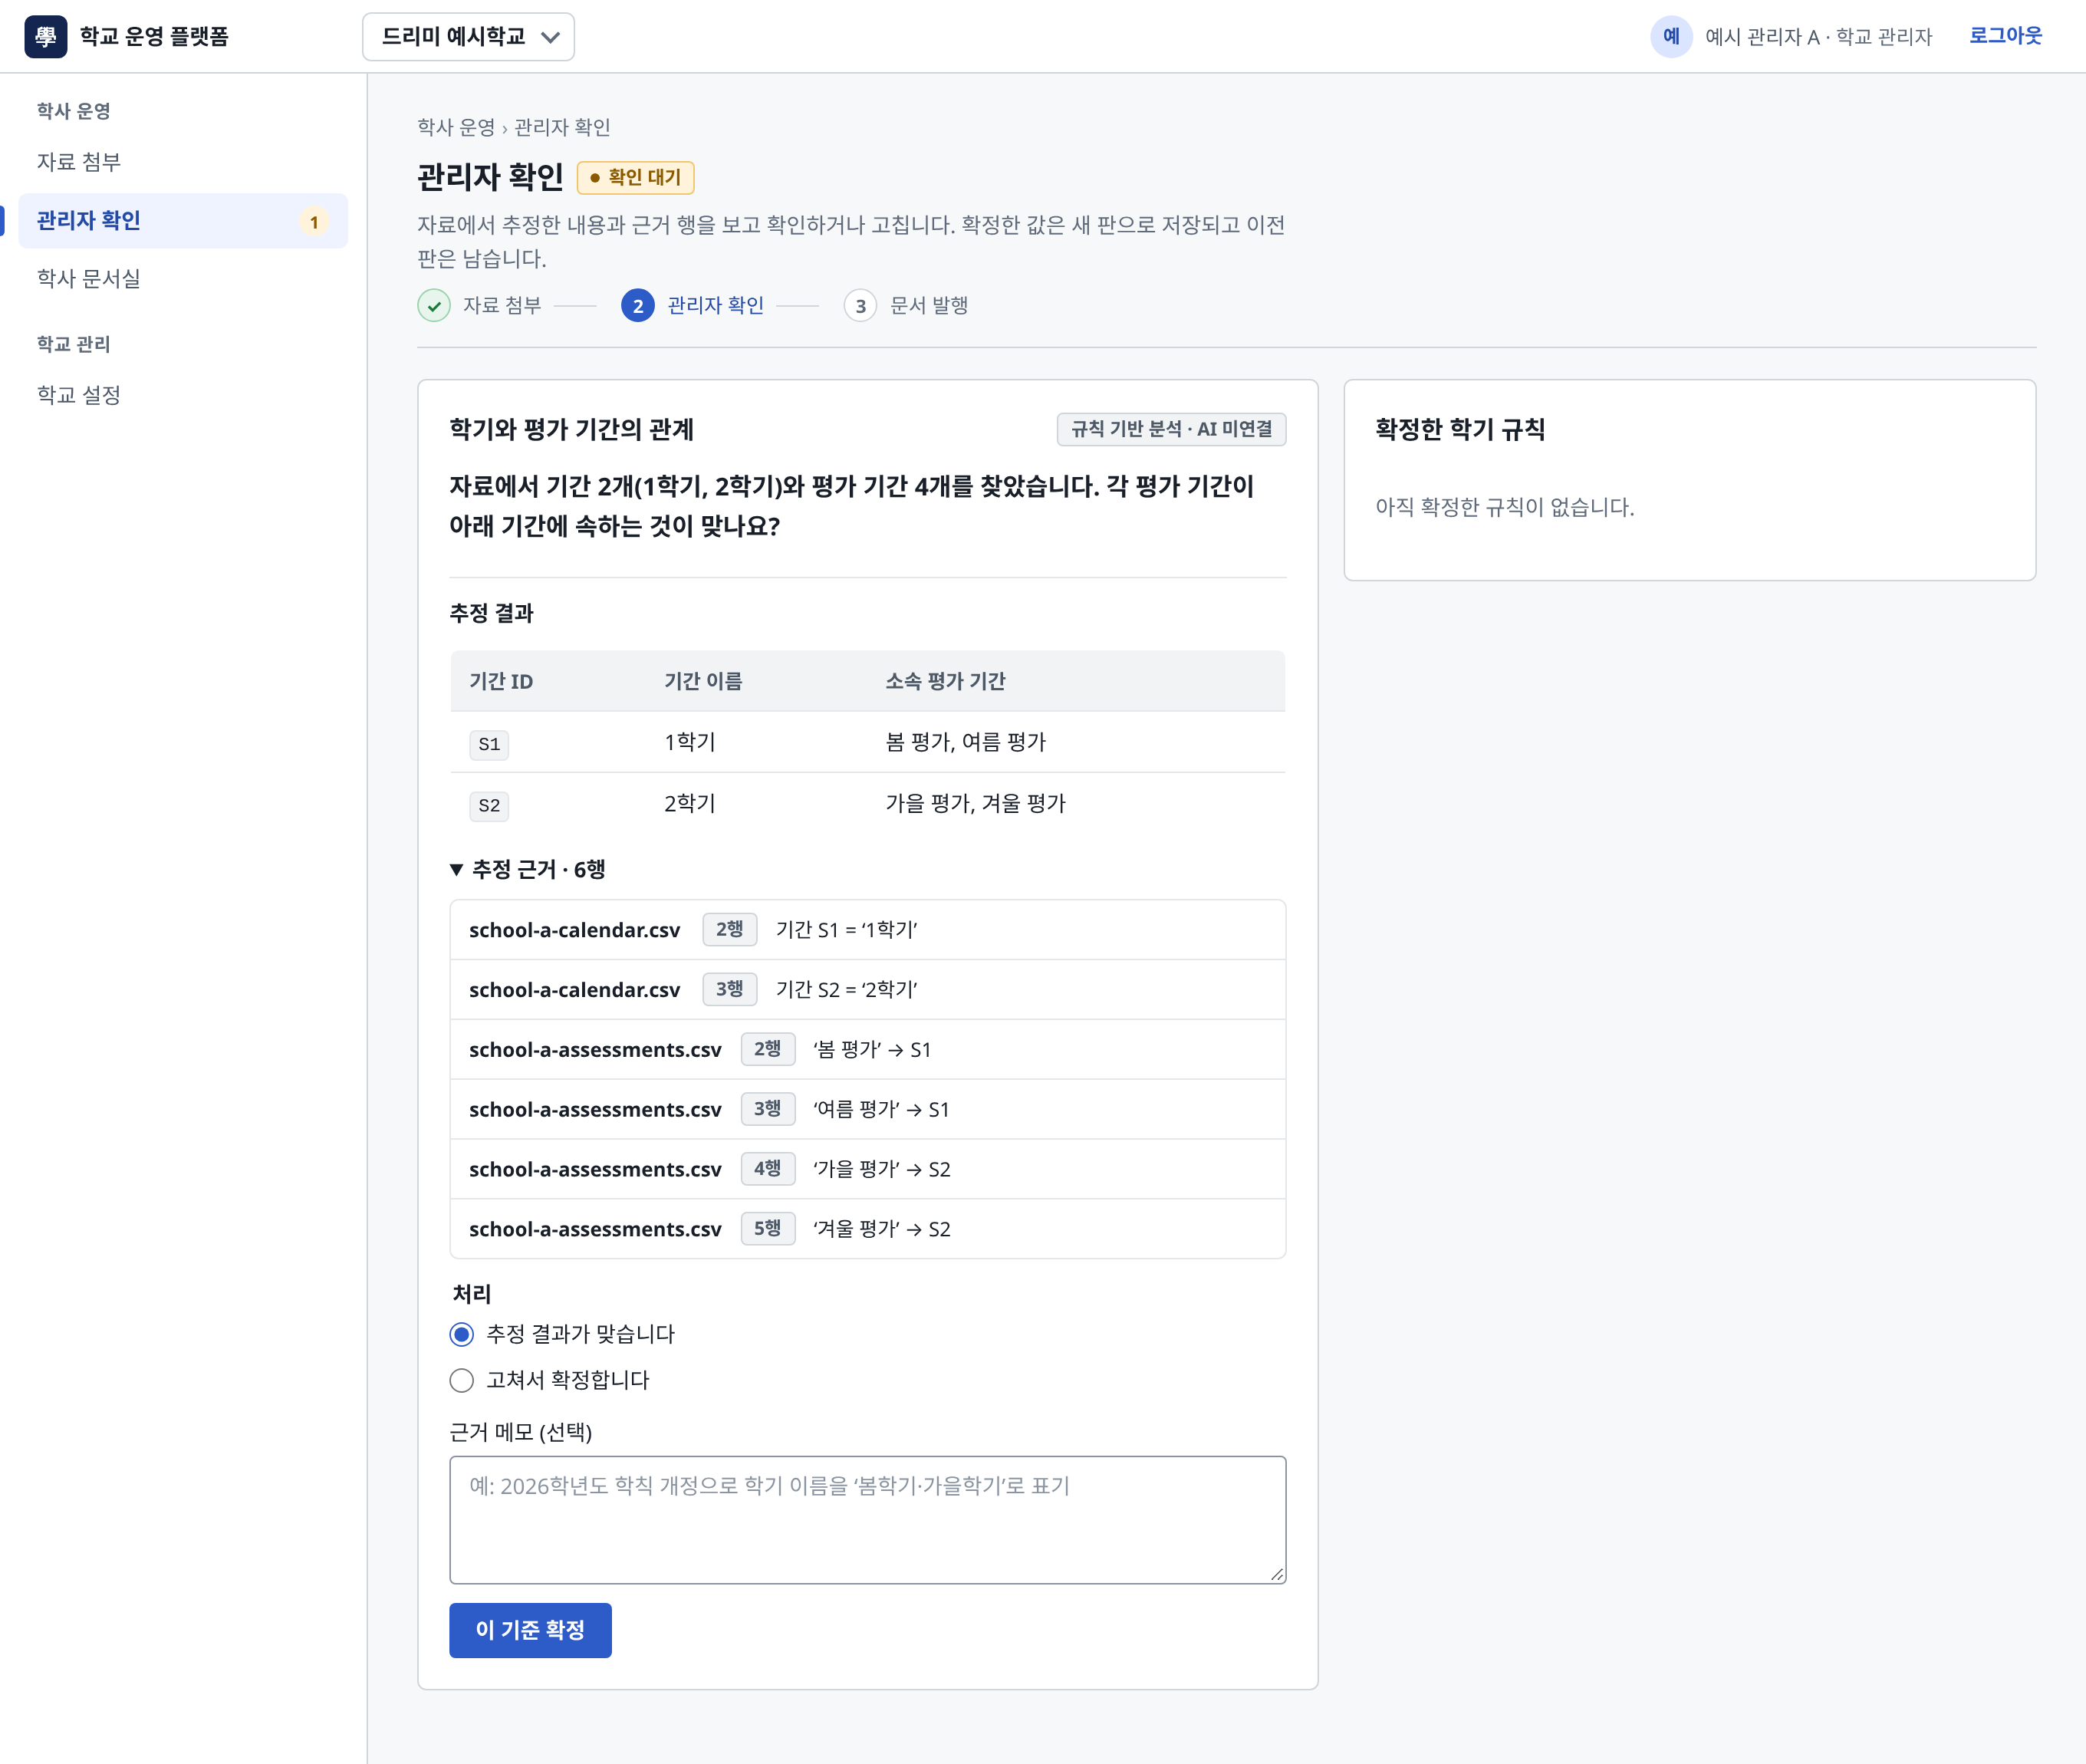 學 학교 운영 플랫폼
드리미 예시학교
예 예시 관리자 A · 학교 관리자
로그아웃
학사 운영
자료 첨부
관리자 확인 1
학사 문서실
학교 관리
학교 설정
학사 운영 › 관리자 확인
관리자 확인
● 확인 대기
자료에서 추정한 내용과 근거 행을 보고 확인하거나 고칩니다. 확정한 값은 새 판으로 저장되고 이전
판은 남습니다.
✓ 자료 첨부
2 관리자 확인
3 문서 발행
학기와 평가 기간의 관계
규칙 기반 분석 · AI 미연결
자료에서 기간 2개(1학기, 2학기)와 평가 기간 4개를 찾았습니다. 각 평가 기간이
아래 기간에 속하는 것이 맞나요?
추정 결과
기간 ID 기간 이름 소속 평가 기간
S1 1학기 봄 평가, 여름 평가
S2 2학기 가을 평가, 겨울 평가
▼ 추정 근거 · 6행
school-a-calendar.csv 2행 기간 S1 = ‘1학기’
school-a-calendar.csv 3행 기간 S2 = ‘2학기’
school-a-assessments.csv 2행 ‘봄 평가’ → S1
school-a-assessments.csv 3행 ‘여름 평가’ → S1
school-a-assessments.csv 4행 ‘가을 평가’ → S2
school-a-assessments.csv 5행 ‘겨울 평가’ → S2
처리
추정 결과가 맞습니다
고쳐서 확정합니다
근거 메모 (선택)
예: 2026학년도 학칙 개정으로 학기 이름을 ‘봄학기·가을학기’로 표기
이 기준 확정
확정한 학기 규칙
아직 확정한 규칙이 없습니다.